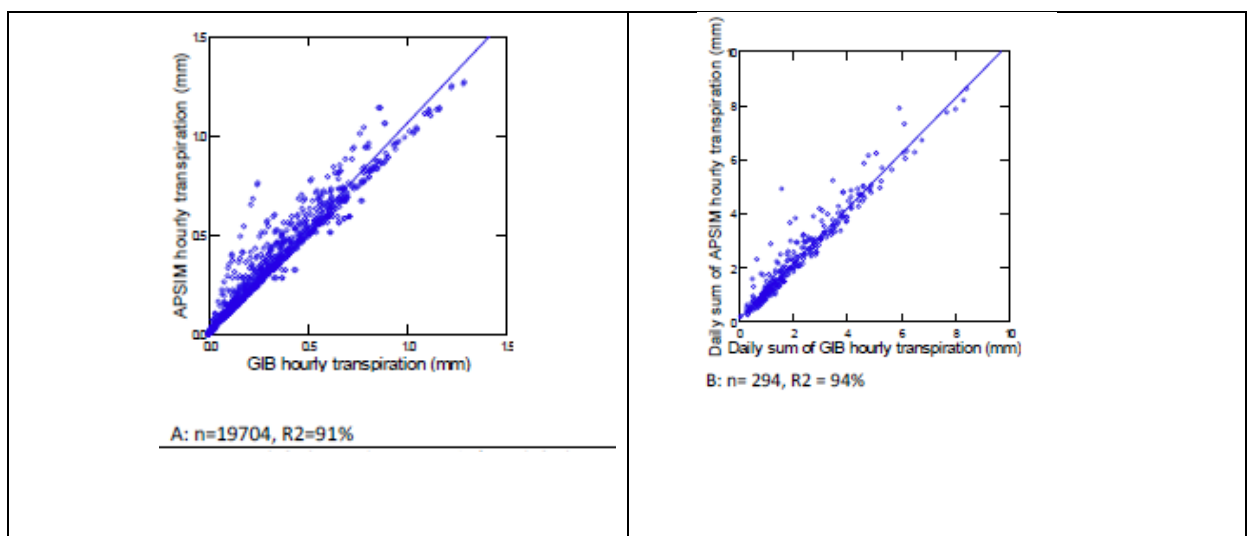 APSIM hourly transpiration (mm)
1.5
1.0
0.5
0.0
0.0 0.5 1.0 1.5
GIB hourly transpiration (mm)
A: n=19704, R2=91%
Daily sum of APSIM hourly transpiration (mm)
10
8
6
4
2
0
0 2 4 6 8 10
Daily sum of GIB hourly transpiration (mm)
B: n= 294, R2 = 94%